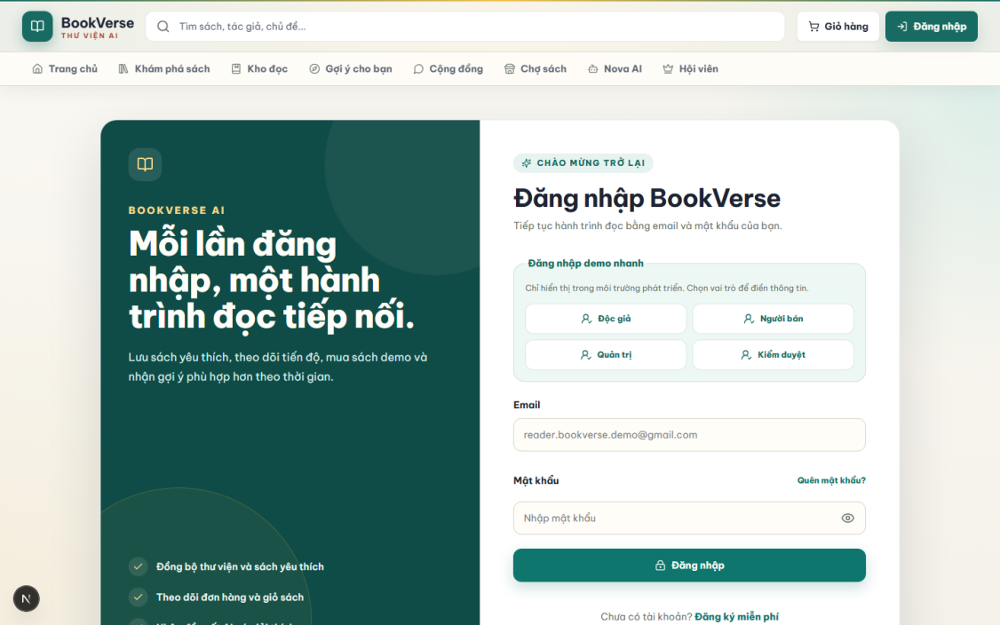 BookVerse
THƯ VIỆN AI
Tìm sách, tác giả, chủ đề...
Giỏ hàng
Đăng nhập
Trang chủ
Khám phá sách
Kho đọc
Gợi ý cho bạn
Cộng đồng
Chợ sách
Nova AI
Hội viên
BOOKVERSE AI
Mỗi lần đăng
nhập, một hành
trình đọc tiếp nối.
Lưu sách yêu thích, theo dõi tiến độ, mua sách demo và
nhận gợi ý phù hợp hơn theo thời gian.
Đồng bộ thư viện và sách yêu thích
Theo dõi đơn hàng và giỏ sách
CHÀO MỪNG TRỞ LẠI
Đăng nhập BookVerse
Tiếp tục hành trình đọc bằng email và mật khẩu của bạn.
Đăng nhập demo nhanh
Chỉ hiển thị trong môi trường phát triển. Chọn vai trò để điền thông tin.
Độc giả
Người bán
Quản trị
Kiểm duyệt
Email
reader.bookverse.demo@gmail.com
Mật khẩu
Quên mật khẩu?
Nhập mật khẩu
Đăng nhập
Chưa có tài khoản? Đăng ký miễn phí
N